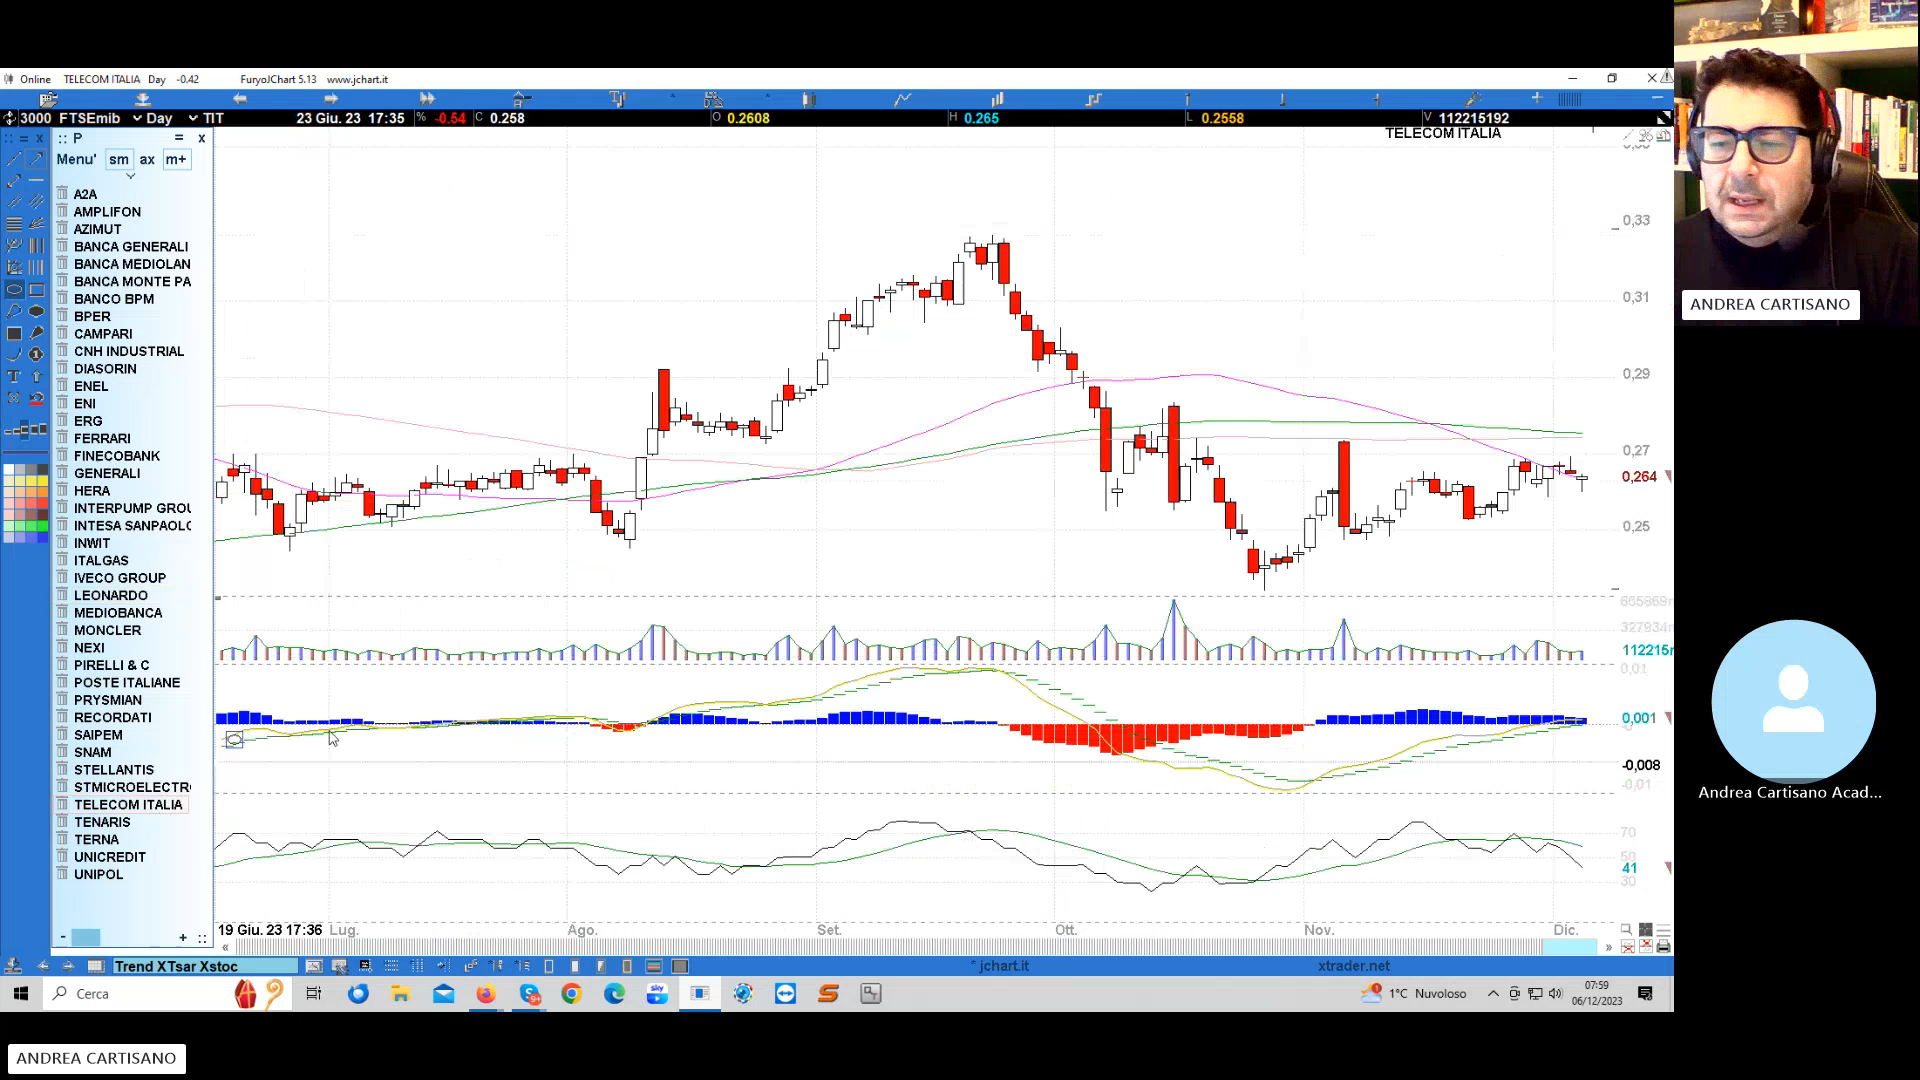 Online TELECOM ITALIA Day -0.42 FuryoJChart 5.13 www.jchart.it
3000 FTSEmib Day TIT 23 Giu. 23 17:35 % -0.54 C 0.258 O 0.2608 H 0.265 L 0.2558 V 112215192
TELECOM ITALIA
P = x
Menu' sm ax m+
A2A
AMPLIFON
AZIMUT
BANCA GENERALI
BANCA MEDIOLAN
BANCA MONTE PA
BANCO BPM
BPER
CAMPARI
CNH INDUSTRIAL
DIASORIN
ENEL
ENI
ERG
FERRARI
FINECOBANK
GENERALI
HERA
INTERPUMP GROU
INTESA SANPAOLO
INWIT
ITALGAS
IVECO GROUP
LEONARDO
MEDIOBANCA
MONCLER
NEXI
PIRELLI & C
POSTE ITALIANE
PRYSMIAN
RECORDATI
SAIPEM
SNAM
STELLANTIS
STMICROELECTR
TELECOM ITALIA
TENARIS
TERNA
UNICREDIT
UNIPOL
0,33
0,31
0,29
0,27
0,264
0,25
327934
112215
0,01
0,001
-0,008
-0,01
70
50
41
30
19 Giu. 23 17:36 Lug. Ago. Set. Ott. Nov. Dic.
Trend XTsar Xstoc
jchart.it xtrader.net
Cerca
sky
1°C Nuvoloso
07:59
06/12/2023
ANDREA CARTISANO
Andrea Cartisano Acad...
ANDREA CARTISANO